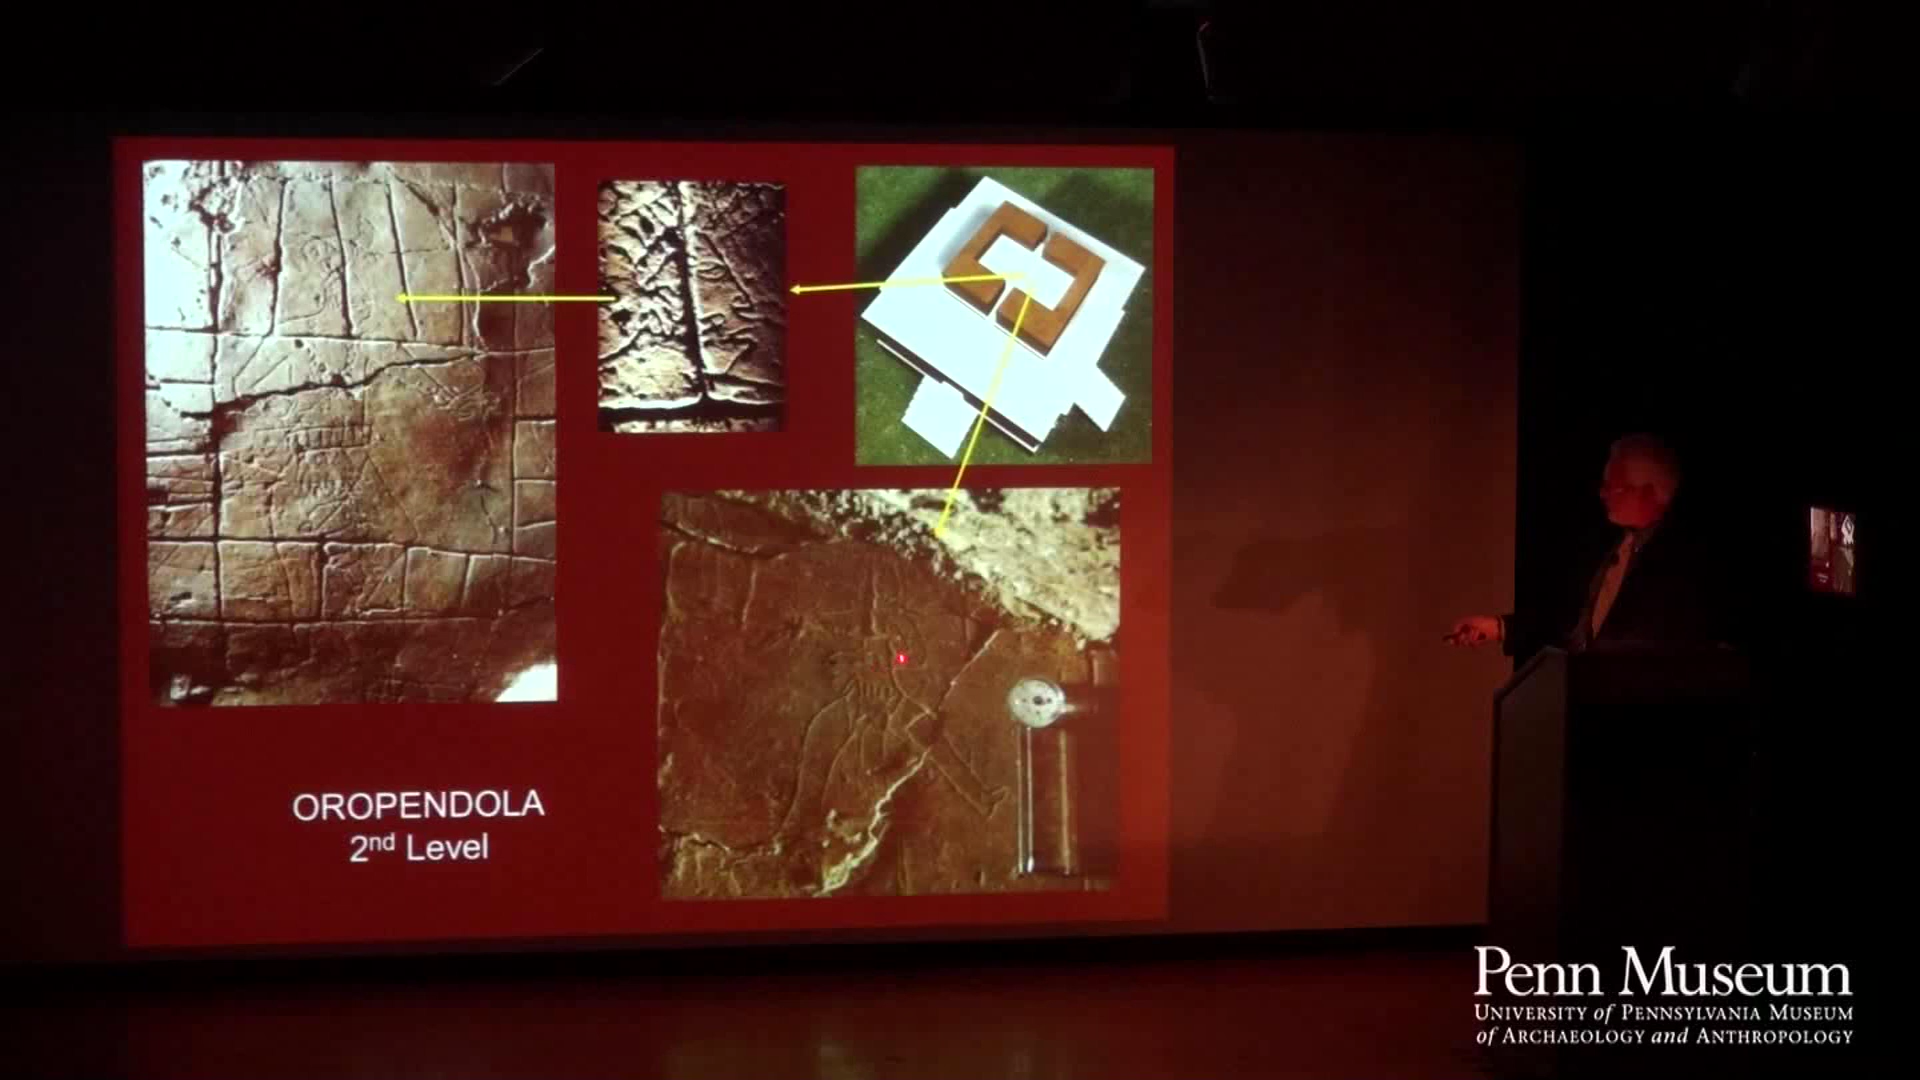 OROPENDOLA
2nd Level
Penn Museum
UNIVERSITY of PENNSYLVANIA MUSEUM
of ARCHAEOLOGY and ANTHROPOLOGY